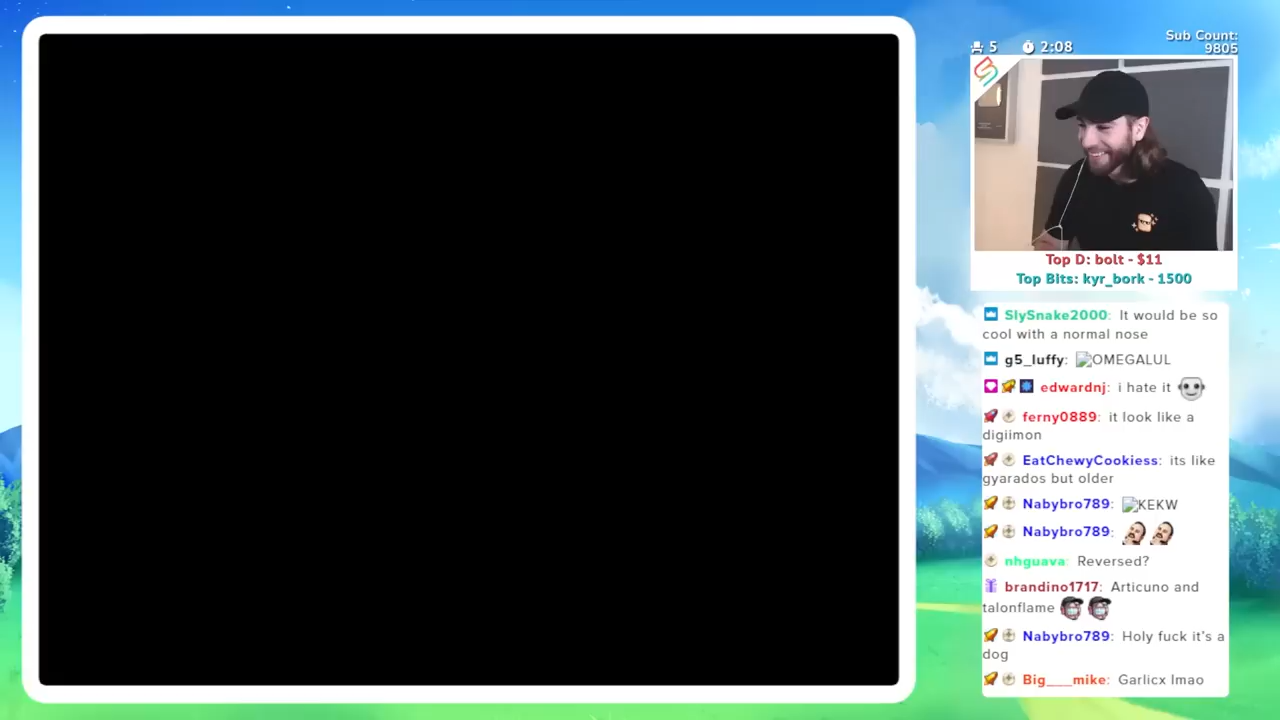 5 2:08
Sub Count:
9805
Top D: bolt - $11
Top Bits: kyr_bork - 1500
SlySnake2000: It would be so
cool with a normal nose
g5_luffy: OMEGALUL
edwardnj: i hate it
ferny0889: it look like a
digiimon
EatChewyCookiess: its like
gyarados but older
Nabybro789: KEKW
Nabybro789:
nhguava: Reversed?
brandino1717: Articuno and
talonflame
Nabybro789: Holy fuck it's a
dog
Big___mike: Garlicx lmao